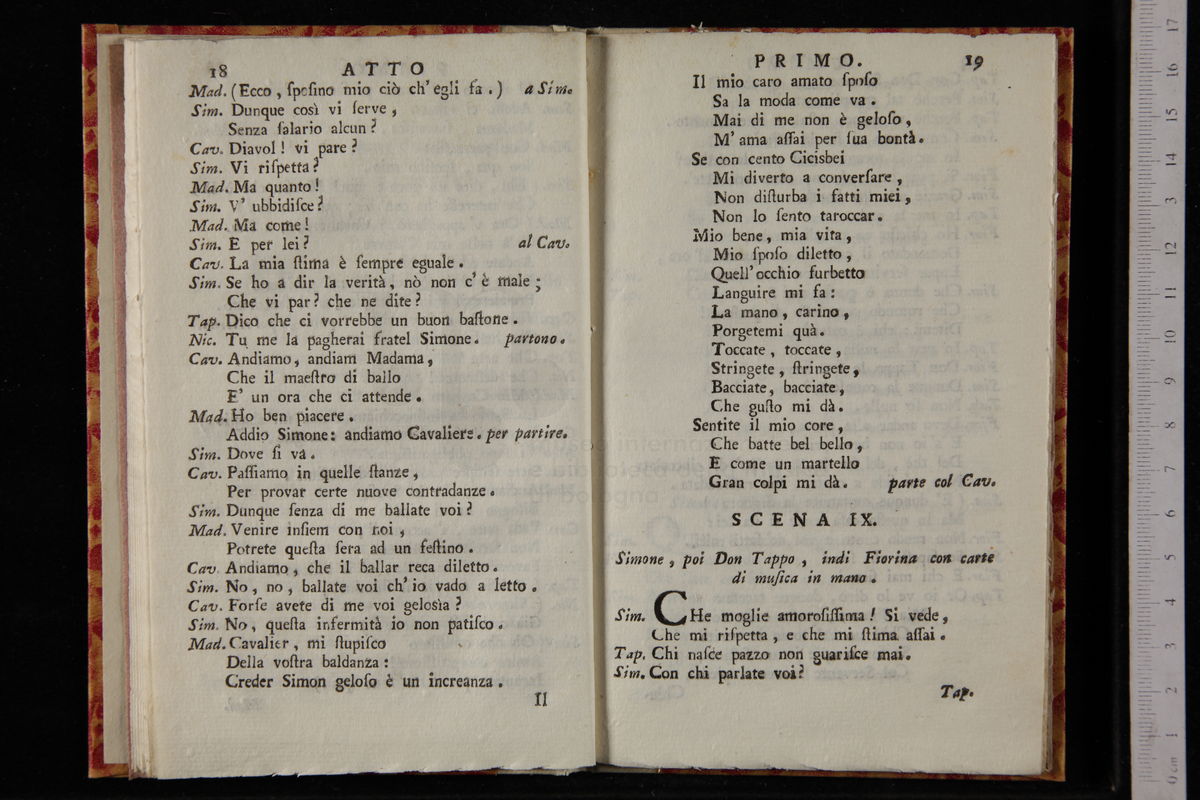 18 ATTO
Mad. (Ecco, ſpoſino mio ciò ch' egli fa.) a Sim.
Sim. Dunque così vi ſerve,
Senza ſalario alcun?
Cav. Diavol! vi pare?
Sim. Vi riſpetta?
Mad. Ma quanto!
Sim. V' ubbidiſce?
Mad. Ma come!
Sim. E per lei? al Cav.
Cav. La mia ſtima è ſempre eguale.
Sim. Se ho a dir la verità, nò non c' è male;
Che vi par? che ne dite?
Tap. Dico che ci vorrebbe un buon baſtone.
Nic. Tu me la pagherai fratel Simone. partono.
Cav. Andiamo, andiam Madama,
Che il maeſtro di ballo
E' un ora che ci attende.
Mad. Ho ben piacere.
Addio Simone: andiamo Cavaliere. per partire.
Sim. Dove ſi va.
Cav. Paſſiamo in quelle ſtanze,
Per provar certe nuove contradanze.
Sim. Dunque ſenza di me ballate voi?
Mad. Venire inſiem con noi,
Potrete queſta ſera ad un feſtino.
Cav. Andiamo, che il ballar reca diletto.
Sim. No, no, ballate voi ch' io vado a letto.
Cav. Forſe avete di me voi gelosìa?
Sim. No, queſta infermità io non patiſco.
Mad. Cavalier, mi ſtupiſco
Della voſtra baldanza:
Creder Simon geloſo è un increanza.
Il
PRIMO. 19
Il mio caro amato ſpoſo
Sa la moda come va.
Mai di me non è geloſo,
M' ama aſſai per ſua bontà.
Se con cento Cicisbei
Mi diverto a converſare,
Non diſturba i fatti miei,
Non lo ſento taroccar.
Mio bene, mia vita,
Mio ſpoſo diletto,
Quell' occhio furbetto
Languire mi fa:
La mano, carino,
Porgetemi quà.
Toccate, toccate,
Stringete, ſtringete,
Bacciate, bacciate,
Che guſto mi dà.
Sentite il mio core,
Che batte bel bello,
E come un martello
Gran colpi mi dà. parte col Cav.
SCENA IX.
Simone, poi Don Tappo, indi Fiorina con carte
di muſica in mano.
Sim. CHe moglie amoroſiſſima! Si vede,
Che mi riſpetta, e che mi ſtima aſſai.
Tap. Chi naſce pazzo non guariſce mai.
Sim. Con chi parlate voi?
Tap.